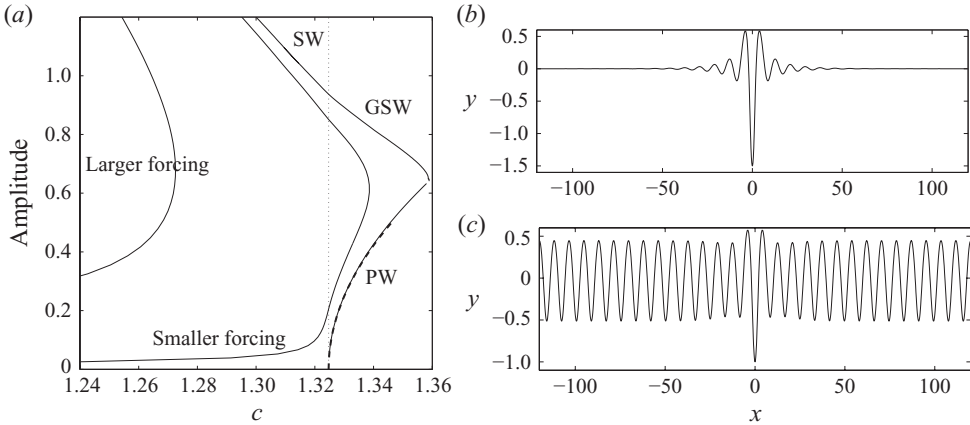 (a)
SW
GSW
Larger forcing
PW
Smaller forcing
Amplitude
1.0
0.8
0.6
0.4
0.2
0
1.24
1.26
1.28
1.30
1.32
1.34
1.36
c
(b)
y
0.5
0
−0.5
−1.0
−1.5
−100
−50
0
50
100
(c)
y
0.5
0
−0.5
−1.0
−100
−50
0
50
100
x